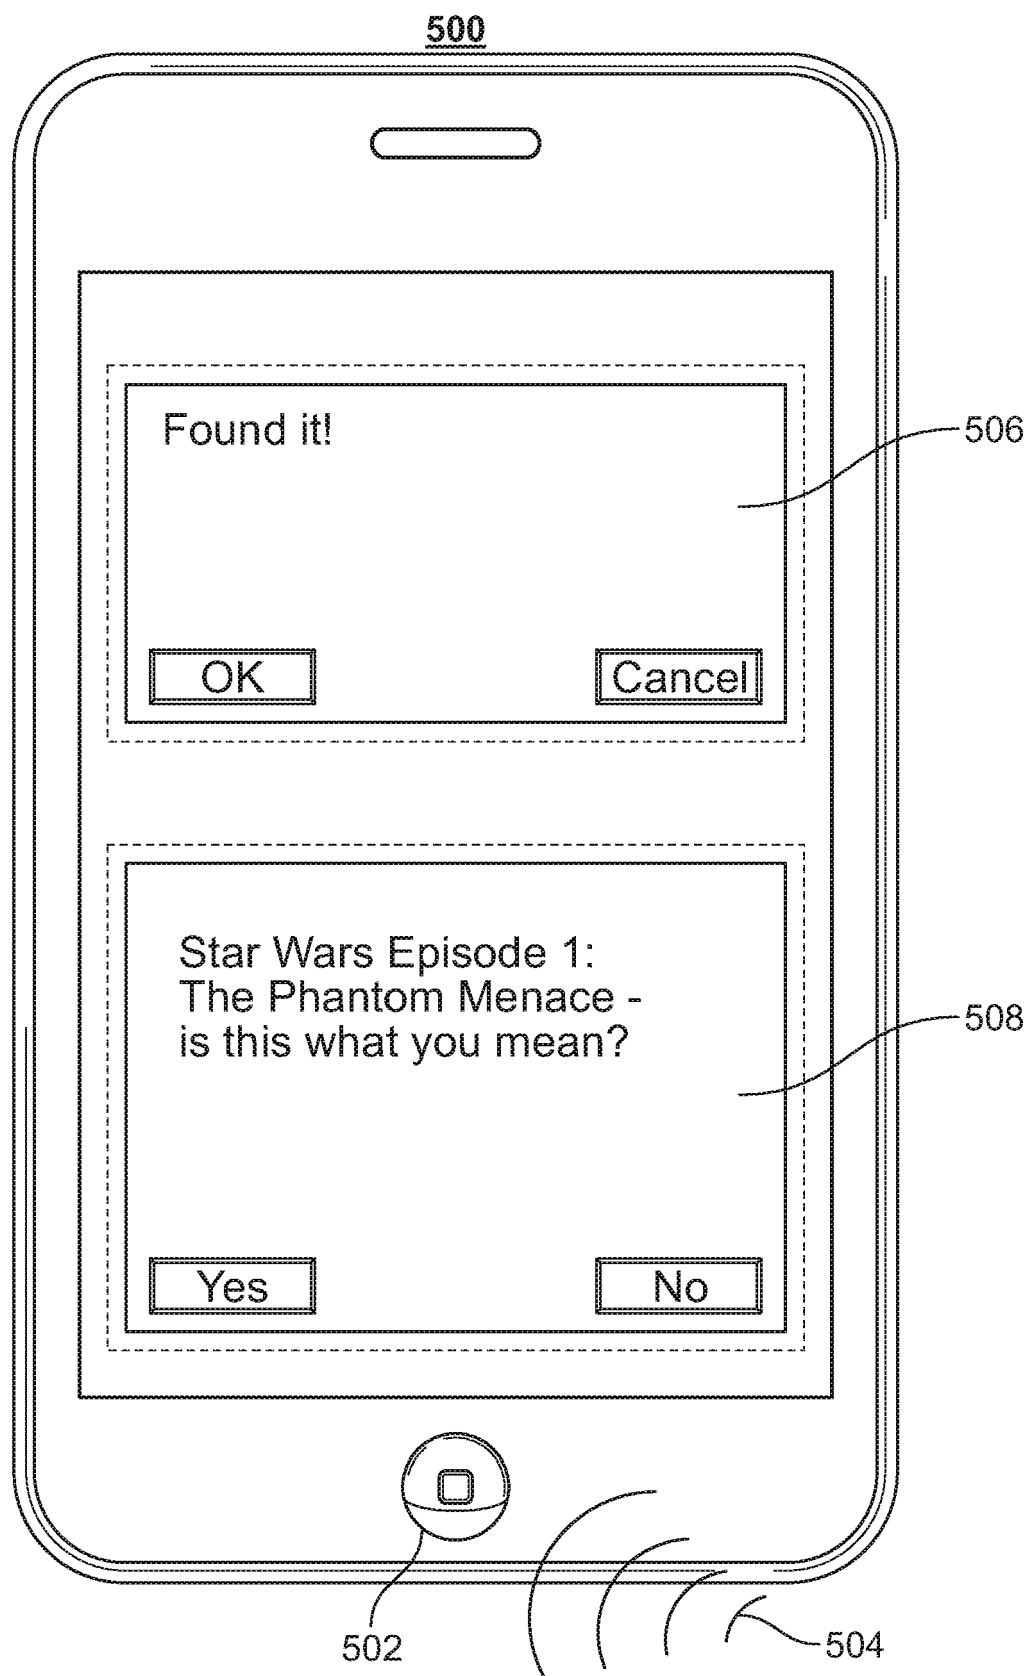 500
Found it!
506
OK
Cancel
Star Wars Episode 1:
The Phantom Menace -
is this what you mean?
508
Yes
No
502
504